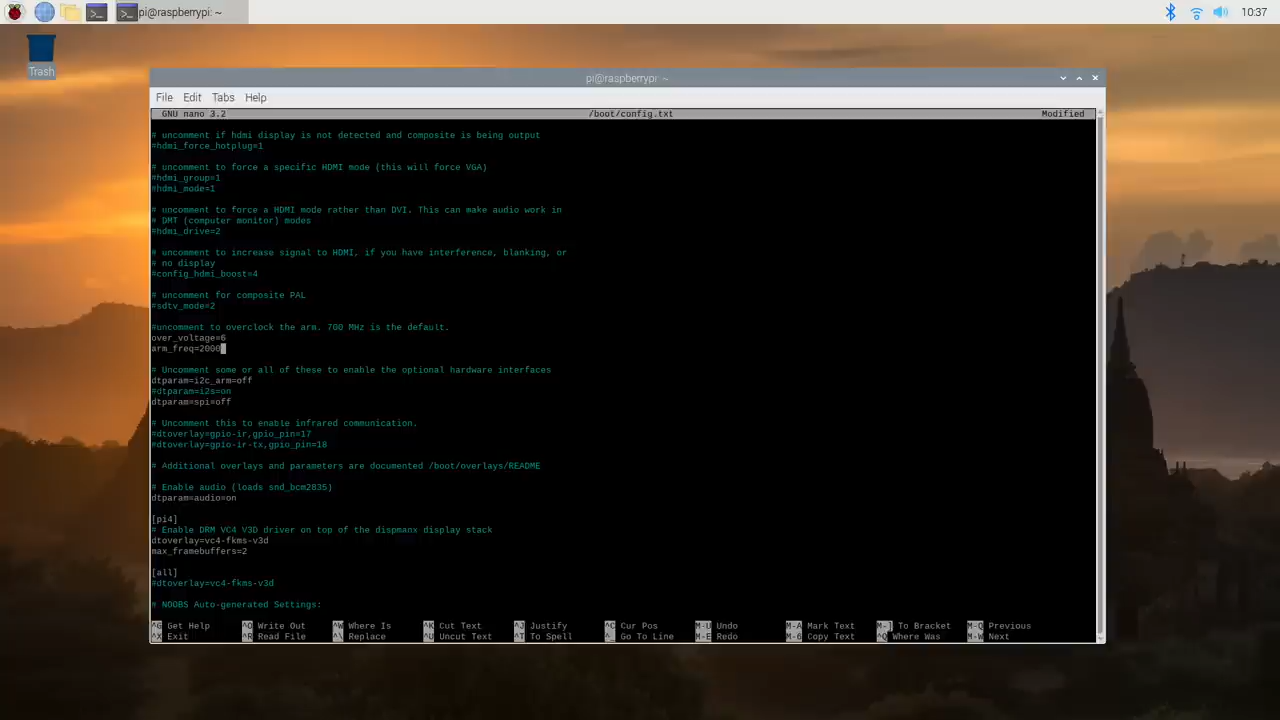 pi@raspberrypi: ~
10:37
Trash
pi@raspberrypi: ~
File Edit Tabs Help
GNU nano 3.2 /boot/config.txt Modified
# uncomment if hdmi display is not detected and composite is being output
#hdmi_force_hotplug=1
# uncomment to force a specific HDMI mode (this will force VGA)
#hdmi_group=1
#hdmi_mode=1
# uncomment to force a HDMI mode rather than DVI. This can make audio work in
# DMT (computer monitor) modes
#hdmi_drive=2
# uncomment to increase signal to HDMI, if you have interference, blanking, or
# no display
#config_hdmi_boost=4
# uncomment for composite PAL
#sdtv_mode=2
#uncomment to overclock the arm. 700 MHz is the default.
over_voltage=6
arm_freq=2000
# Uncomment some or all of these to enable the optional hardware interfaces
dtparam=i2c_arm=off
#dtparam=i2s=on
dtparam=spi=off
# Uncomment this to enable infrared communication.
#dtoverlay=gpio-ir,gpio_pin=17
#dtoverlay=gpio-ir-tx,gpio_pin=18
# Additional overlays and parameters are documented /boot/overlays/README
# Enable audio (loads snd_bcm2835)
dtparam=audio=on
[pi4]
# Enable DRM VC4 V3D driver on top of the dispmanx display stack
dtoverlay=vc4-fkms-v3d
max_framebuffers=2
[all]
#dtoverlay=vc4-fkms-v3d
# NOOBS Auto-generated Settings:
^G Get Help ^O Write Out ^W Where Is ^K Cut Text ^J Justify ^C Cur Pos M-U Undo M-A Mark Text M-] To Bracket M-Q Previous
^X Exit ^R Read File ^\ Replace ^U Uncut Text ^T To Spell ^_ Go To Line M-E Redo M-6 Copy Text ^Q Where Was M-W Next